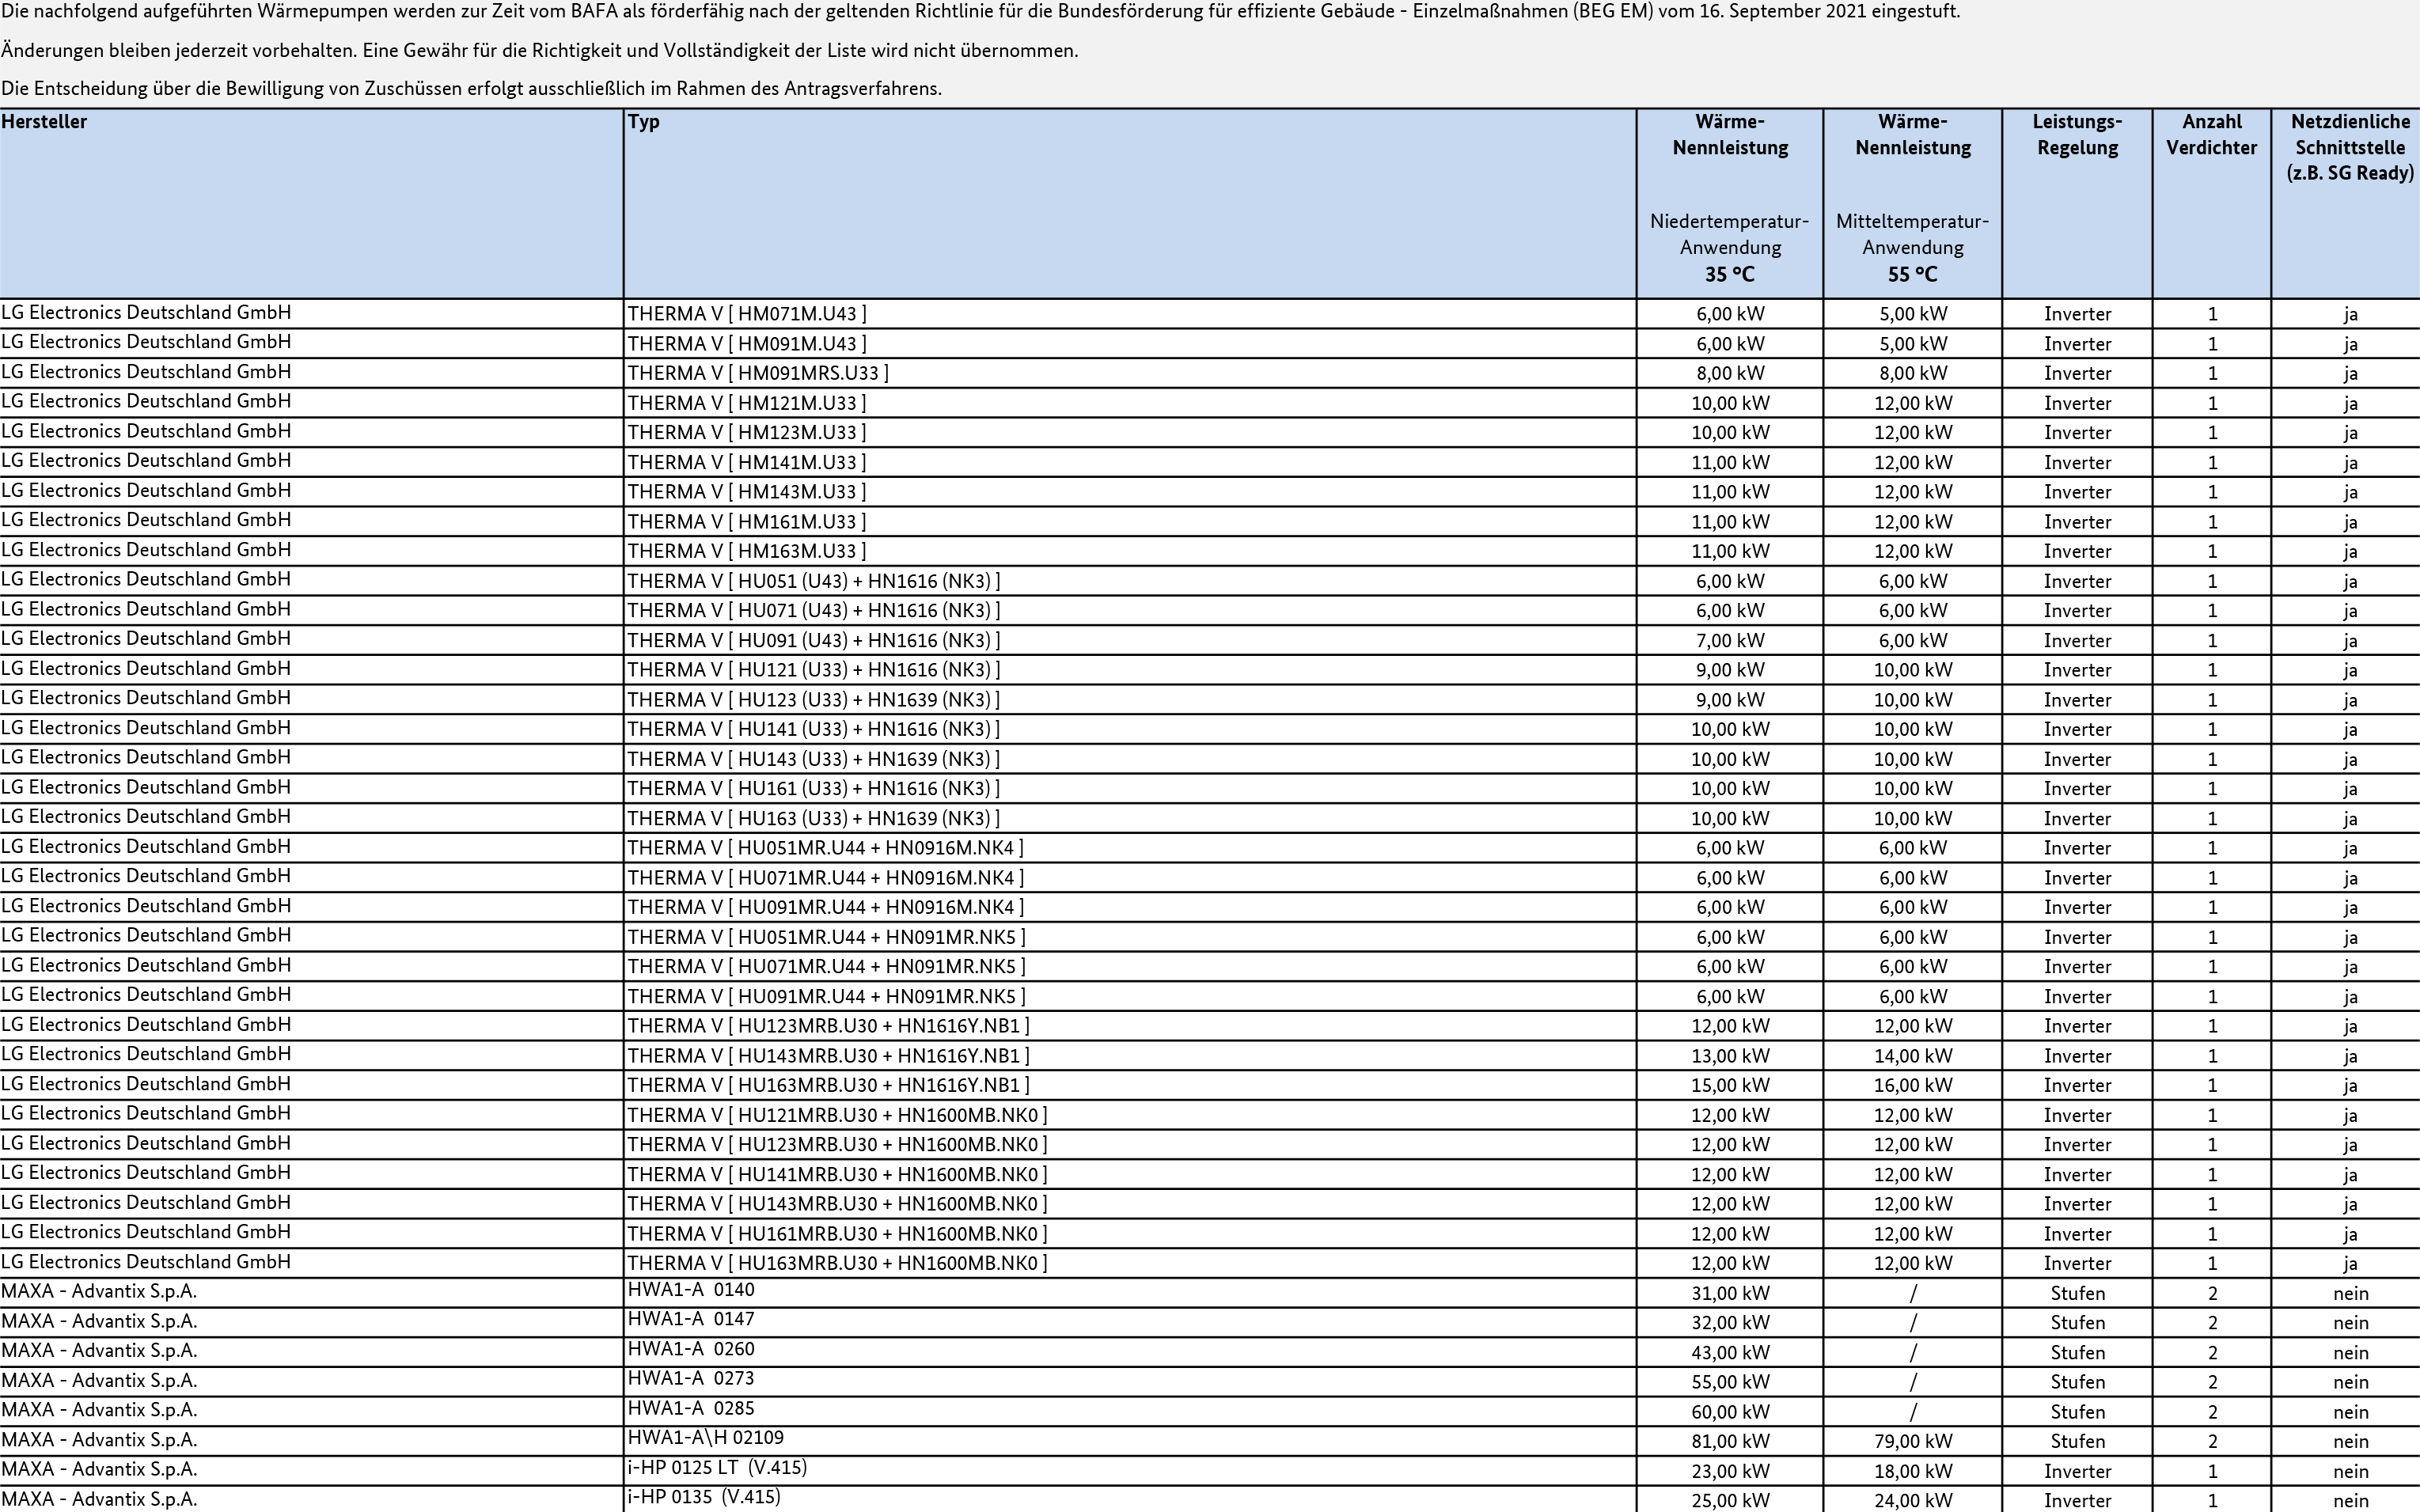 Die nachfolgend aufgeführten Wärmepumpen werden zur Zeit vom BAFA als förderfähig nach der geltenden Richtlinie für die Bundesförderung für effiziente Gebäude - Einzelmaßnahmen (BEG EM) vom 16. September 2021 eingestuft.
Änderungen bleiben jederzeit vorbehalten. Eine Gewähr für die Richtigkeit und Vollständigkeit der Liste wird nicht übernommen.
Die Entscheidung über die Bewilligung von Zuschüssen erfolgt ausschließlich im Rahmen des Antragsverfahrens.
Hersteller Typ Wärme- Wärme- Leistungs- Anzahl Netzdienliche
Nennleistung Nennleistung Regelung Verdichter Schnittstelle
(z.B. SG Ready)
Niedertemperatur- Mitteltemperatur-
Anwendung Anwendung
35 °C 55 °C
LG Electronics Deutschland GmbH THERMA V [ HM071M.U43 ] 6,00 kW 5,00 kW Inverter 1 ja
LG Electronics Deutschland GmbH THERMA V [ HM091M.U43 ] 6,00 kW 5,00 kW Inverter 1 ja
LG Electronics Deutschland GmbH THERMA V [ HM091MRS.U33 ] 8,00 kW 8,00 kW Inverter 1 ja
LG Electronics Deutschland GmbH THERMA V [ HM121M.U33 ] 10,00 kW 12,00 kW Inverter 1 ja
LG Electronics Deutschland GmbH THERMA V [ HM123M.U33 ] 10,00 kW 12,00 kW Inverter 1 ja
LG Electronics Deutschland GmbH THERMA V [ HM141M.U33 ] 11,00 kW 12,00 kW Inverter 1 ja
LG Electronics Deutschland GmbH THERMA V [ HM143M.U33 ] 11,00 kW 12,00 kW Inverter 1 ja
LG Electronics Deutschland GmbH THERMA V [ HM161M.U33 ] 11,00 kW 12,00 kW Inverter 1 ja
LG Electronics Deutschland GmbH THERMA V [ HM163M.U33 ] 11,00 kW 12,00 kW Inverter 1 ja
LG Electronics Deutschland GmbH THERMA V [ HU051 (U43) + HN1616 (NK3) ] 6,00 kW 6,00 kW Inverter 1 ja
LG Electronics Deutschland GmbH THERMA V [ HU071 (U43) + HN1616 (NK3) ] 6,00 kW 6,00 kW Inverter 1 ja
LG Electronics Deutschland GmbH THERMA V [ HU091 (U43) + HN1616 (NK3) ] 7,00 kW 6,00 kW Inverter 1 ja
LG Electronics Deutschland GmbH THERMA V [ HU121 (U33) + HN1616 (NK3) ] 9,00 kW 10,00 kW Inverter 1 ja
LG Electronics Deutschland GmbH THERMA V [ HU123 (U33) + HN1639 (NK3) ] 9,00 kW 10,00 kW Inverter 1 ja
LG Electronics Deutschland GmbH THERMA V [ HU141 (U33) + HN1616 (NK3) ] 10,00 kW 10,00 kW Inverter 1 ja
LG Electronics Deutschland GmbH THERMA V [ HU143 (U33) + HN1639 (NK3) ] 10,00 kW 10,00 kW Inverter 1 ja
LG Electronics Deutschland GmbH THERMA V [ HU161 (U33) + HN1616 (NK3) ] 10,00 kW 10,00 kW Inverter 1 ja
LG Electronics Deutschland GmbH THERMA V [ HU163 (U33) + HN1639 (NK3) ] 10,00 kW 10,00 kW Inverter 1 ja
LG Electronics Deutschland GmbH THERMA V [ HU051MR.U44 + HN0916M.NK4 ] 6,00 kW 6,00 kW Inverter 1 ja
LG Electronics Deutschland GmbH THERMA V [ HU071MR.U44 + HN0916M.NK4 ] 6,00 kW 6,00 kW Inverter 1 ja
LG Electronics Deutschland GmbH THERMA V [ HU091MR.U44 + HN0916M.NK4 ] 6,00 kW 6,00 kW Inverter 1 ja
LG Electronics Deutschland GmbH THERMA V [ HU051MR.U44 + HN091MR.NK5 ] 6,00 kW 6,00 kW Inverter 1 ja
LG Electronics Deutschland GmbH THERMA V [ HU071MR.U44 + HN091MR.NK5 ] 6,00 kW 6,00 kW Inverter 1 ja
LG Electronics Deutschland GmbH THERMA V [ HU091MR.U44 + HN091MR.NK5 ] 6,00 kW 6,00 kW Inverter 1 ja
LG Electronics Deutschland GmbH THERMA V [ HU123MRB.U30 + HN1616Y.NB1 ] 12,00 kW 12,00 kW Inverter 1 ja
LG Electronics Deutschland GmbH THERMA V [ HU143MRB.U30 + HN1616Y.NB1 ] 13,00 kW 14,00 kW Inverter 1 ja
LG Electronics Deutschland GmbH THERMA V [ HU163MRB.U30 + HN1616Y.NB1 ] 15,00 kW 16,00 kW Inverter 1 ja
LG Electronics Deutschland GmbH THERMA V [ HU121MRB.U30 + HN1600MB.NK0 ] 12,00 kW 12,00 kW Inverter 1 ja
LG Electronics Deutschland GmbH THERMA V [ HU123MRB.U30 + HN1600MB.NK0 ] 12,00 kW 12,00 kW Inverter 1 ja
LG Electronics Deutschland GmbH THERMA V [ HU141MRB.U30 + HN1600MB.NK0 ] 12,00 kW 12,00 kW Inverter 1 ja
LG Electronics Deutschland GmbH THERMA V [ HU143MRB.U30 + HN1600MB.NK0 ] 12,00 kW 12,00 kW Inverter 1 ja
LG Electronics Deutschland GmbH THERMA V [ HU161MRB.U30 + HN1600MB.NK0 ] 12,00 kW 12,00 kW Inverter 1 ja
LG Electronics Deutschland GmbH THERMA V [ HU163MRB.U30 + HN1600MB.NK0 ] 12,00 kW 12,00 kW Inverter 1 ja
MAXA - Advantix S.p.A. HWA1-A 0140 31,00 kW / Stufen 2 nein
MAXA - Advantix S.p.A. HWA1-A 0147 32,00 kW / Stufen 2 nein
MAXA - Advantix S.p.A. HWA1-A 0260 43,00 kW / Stufen 2 nein
MAXA - Advantix S.p.A. HWA1-A 0273 55,00 kW / Stufen 2 nein
MAXA - Advantix S.p.A. HWA1-A 0285 60,00 kW / Stufen 2 nein
MAXA - Advantix S.p.A. HWA1-A\H 02109 81,00 kW 79,00 kW Stufen 2 nein
MAXA - Advantix S.p.A. i-HP 0125 LT (V.415) 23,00 kW 18,00 kW Inverter 1 nein
MAXA - Advantix S.p.A. i-HP 0135 (V.415) 25,00 kW 24,00 kW Inverter 1 nein